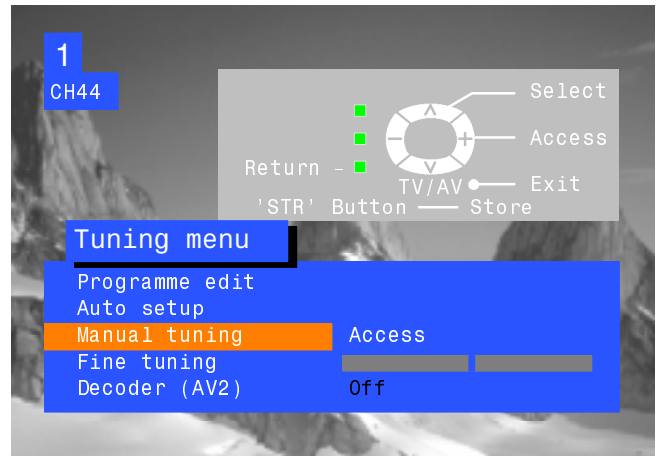 1
CH44
Select
Access
Return
TV/AV Exit
'STR' Button Store
Tuning menu
Programme edit
Auto setup
Manual tuning Access
Fine tuning
Decoder (AV2) Off